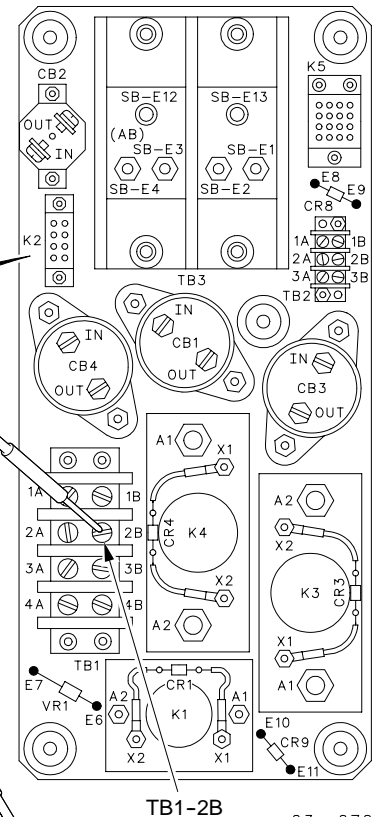 K5
CB2
SB-E12 SB-E13
OUT
(AB)
IN
SB-E3 SB-E1
SB-E4 SB-E2
E8
E9
CR8
K2
1A 1B
2A 2B
3A 3B
TB3
TB2
IN
IN
CB1
IN
CB4
OUT
CB3
OUT
OUT
A1
X1
1A 1B
A2
2A 2B
CR4
K4
X2
3A 3B
X2
K3
CR3
4A 4B
A2
X1
TB1
A1
E7
CR1
VR1
A2 A1
E6
K1
E10
CR9
X2 X1
E11
TB1-2B